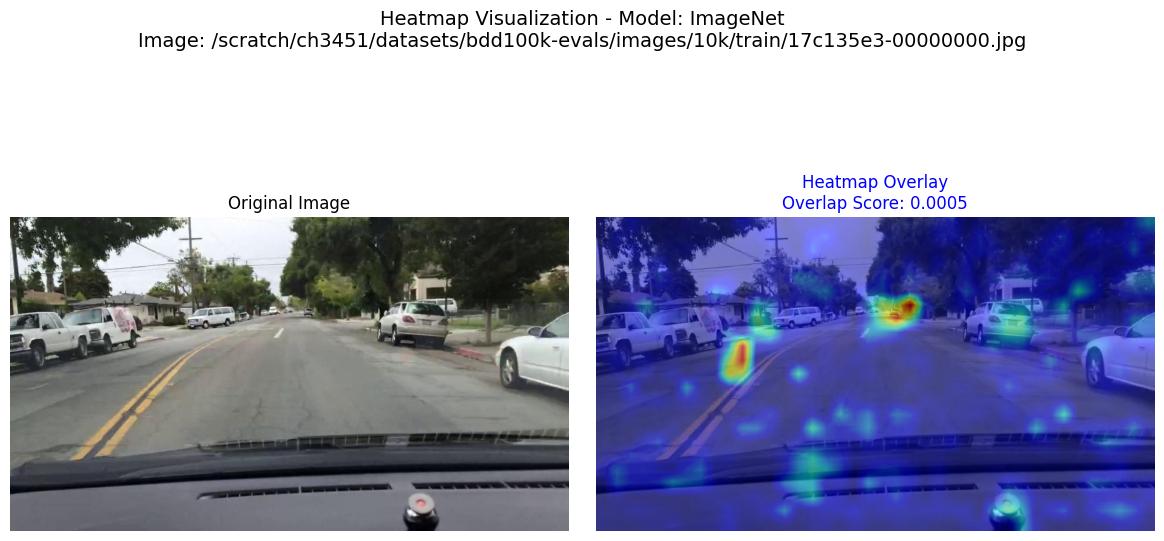 Heatmap Visualization - Model: ImageNet
Image: /scratch/ch3451/datasets/bdd100k-evals/images/10k/train/17c135e3-00000000.jpg
Original Image
Heatmap Overlay
Overlap Score: 0.0005